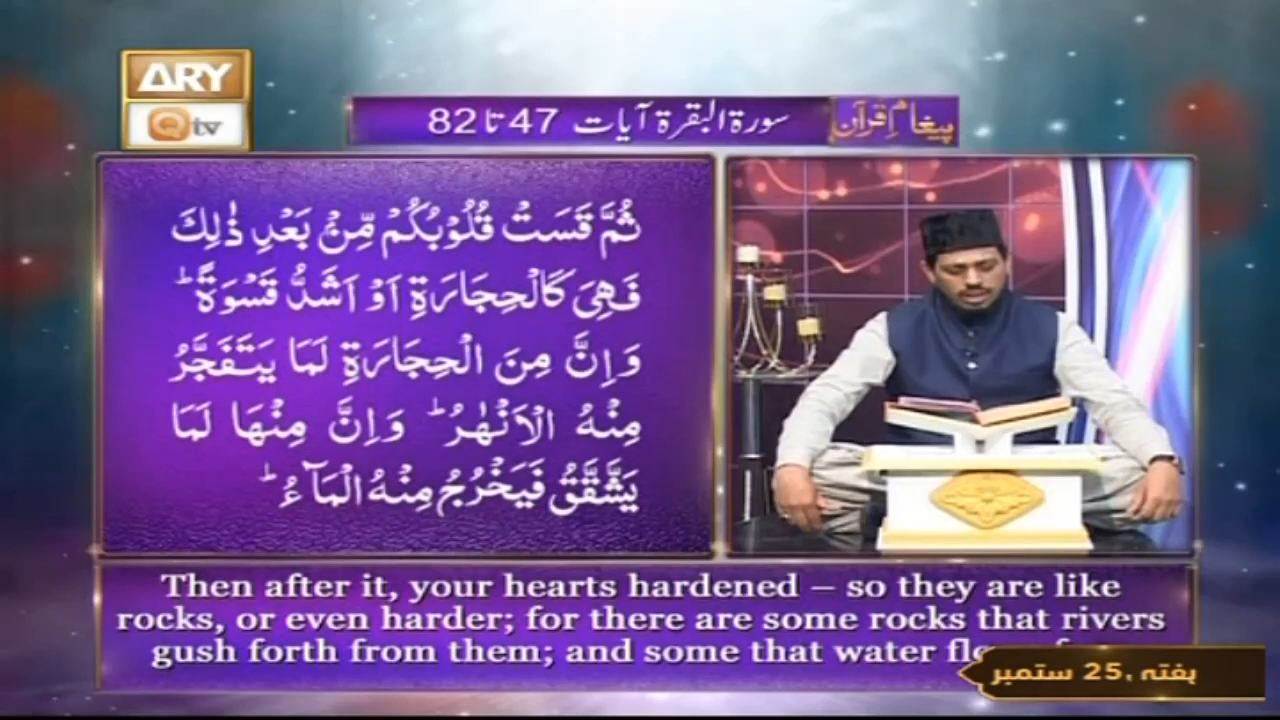 ARY
Qtv
پیغامِ قرآن
سورۃ البقرۃ آیات 47 تا 82
ثُمَّ قَسَتْ قُلُوْبُكُمْ مِّنْۢ بَعْدِ ذٰلِكَ
فَهِیَ كَالْحِجَارَةِ اَوْ اَشَدُّ قَسْوَةً ؕ
وَ اِنَّ مِنَ الْحِجَارَةِ لَمَا یَتَفَجَّرُ
مِنْهُ الْاَنْهٰرُ ؕ وَ اِنَّ مِنْهَا لَمَا
یَشَّقَّقُ فَیَخْرُجُ مِنْهُ الْمَآءُ ؕ
Then after it, your hearts hardened – so they are like
rocks, or even harder; for there are some rocks that rivers
gush forth from them; and some that water
ہفتہ ,25 ستمبر